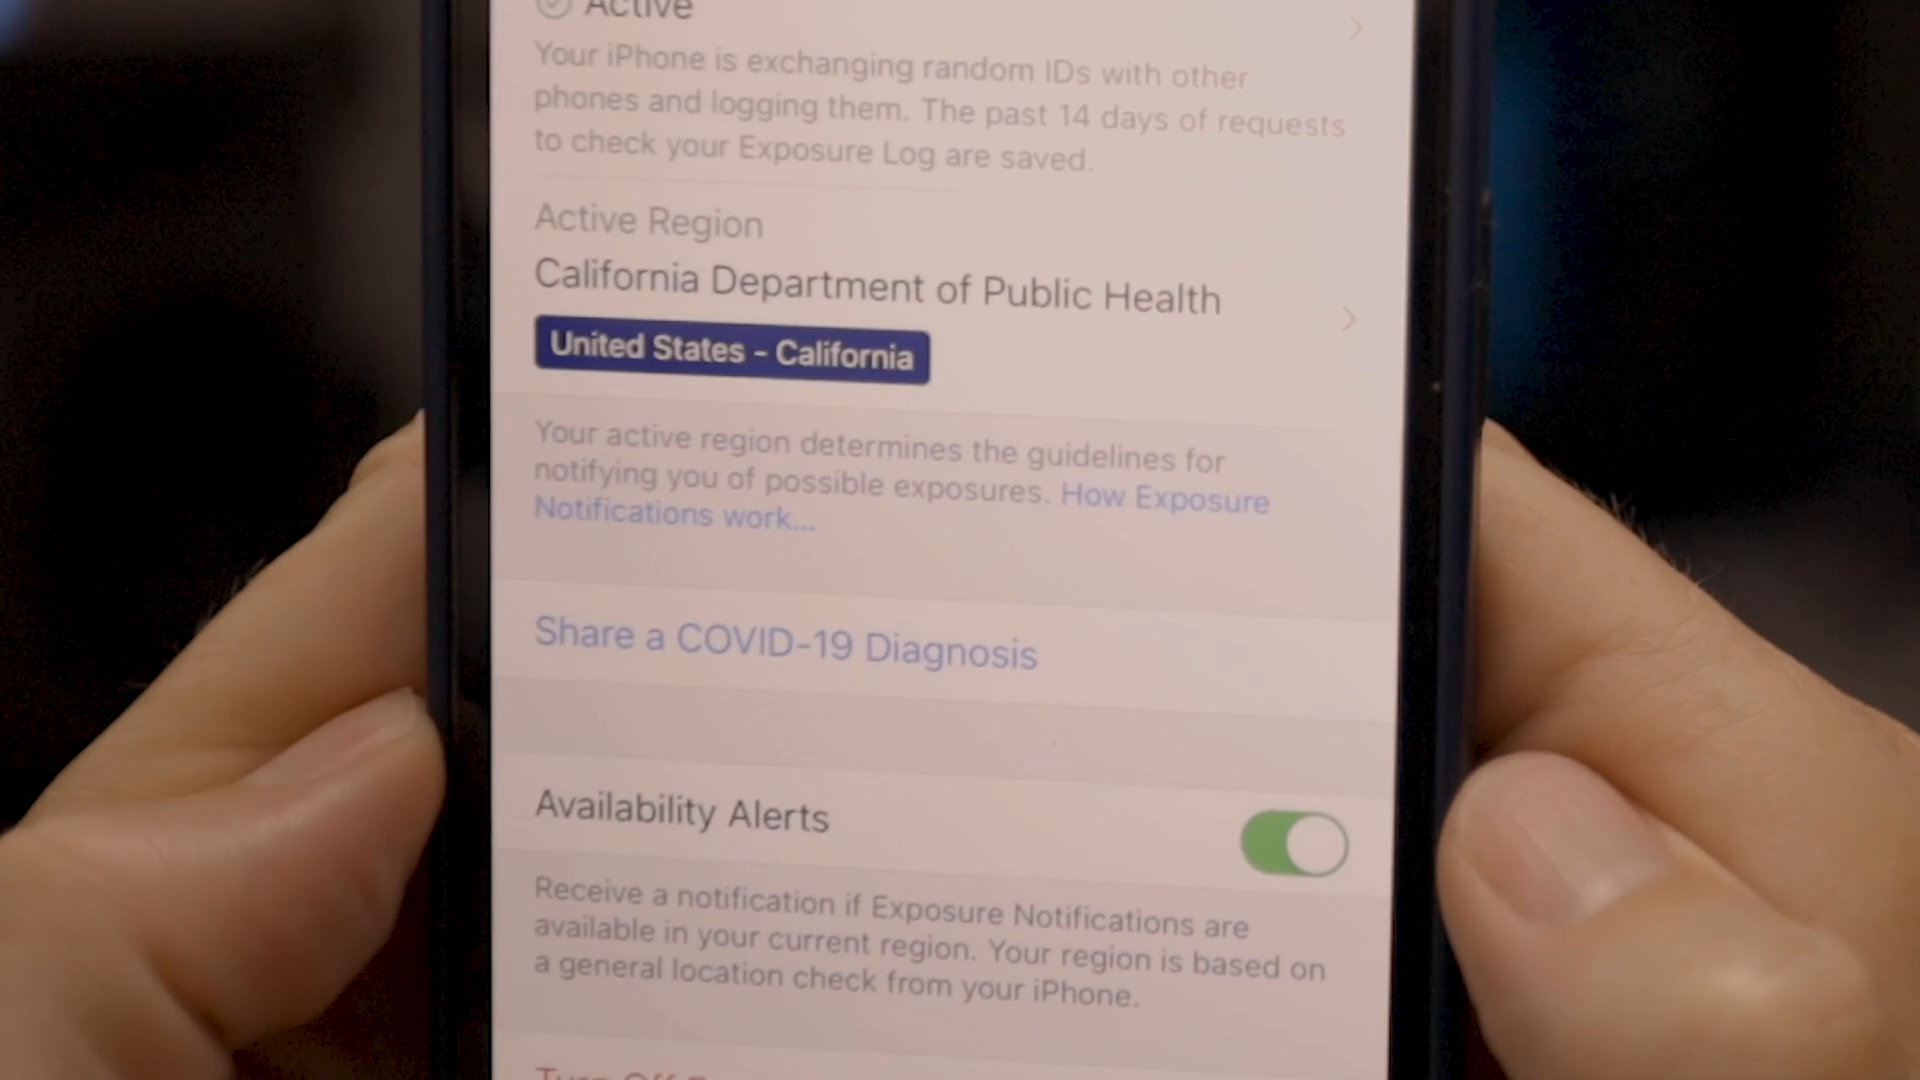 Active
Your iPhone is exchanging random IDs with other
phones and logging them. The past 14 days of requests
to check your Exposure Log are saved.
Active Region
California Department of Public Health
United States - California
Your active region determines the guidelines for
notifying you of possible exposures. How Exposure
Notifications work...
Share a COVID-19 Diagnosis
Availability Alerts
Receive a notification if Exposure Notifications are
available in your current region. Your region is based on
a general location check from your iPhone.
Turn Off